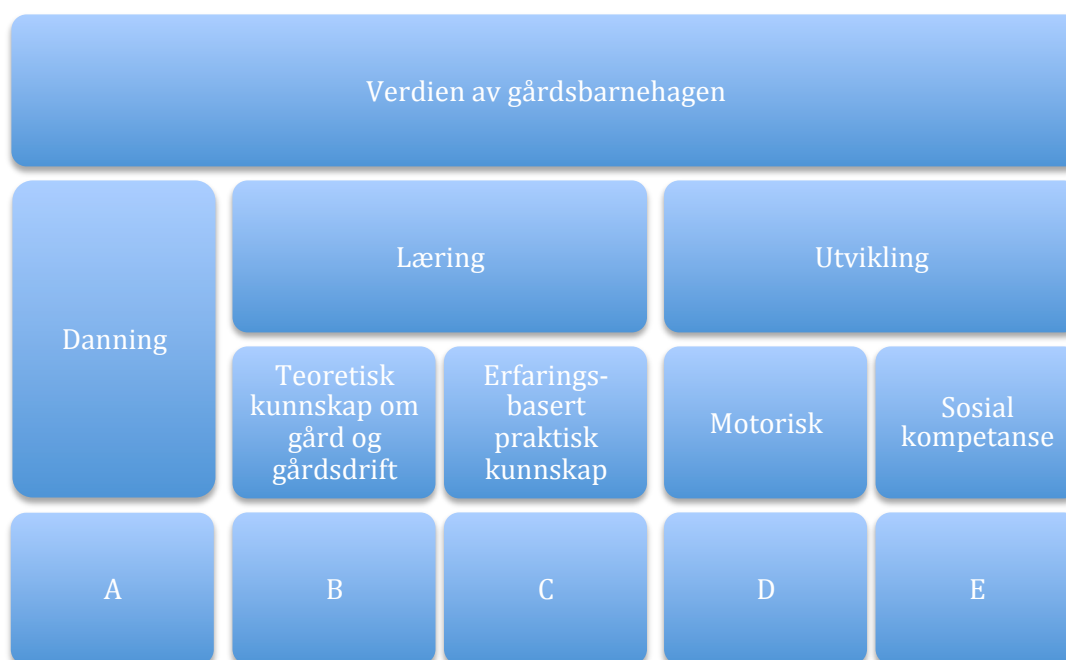 Verdien av gårdsbarnehagen
Læring
Utvikling
Danning
Teoretisk
kunnskap om
gård og
gårdsdrift
Erfarings-
basert
praktisk
kunnskap
Motorisk
Sosial
kompetanse
A
B
C
D
E